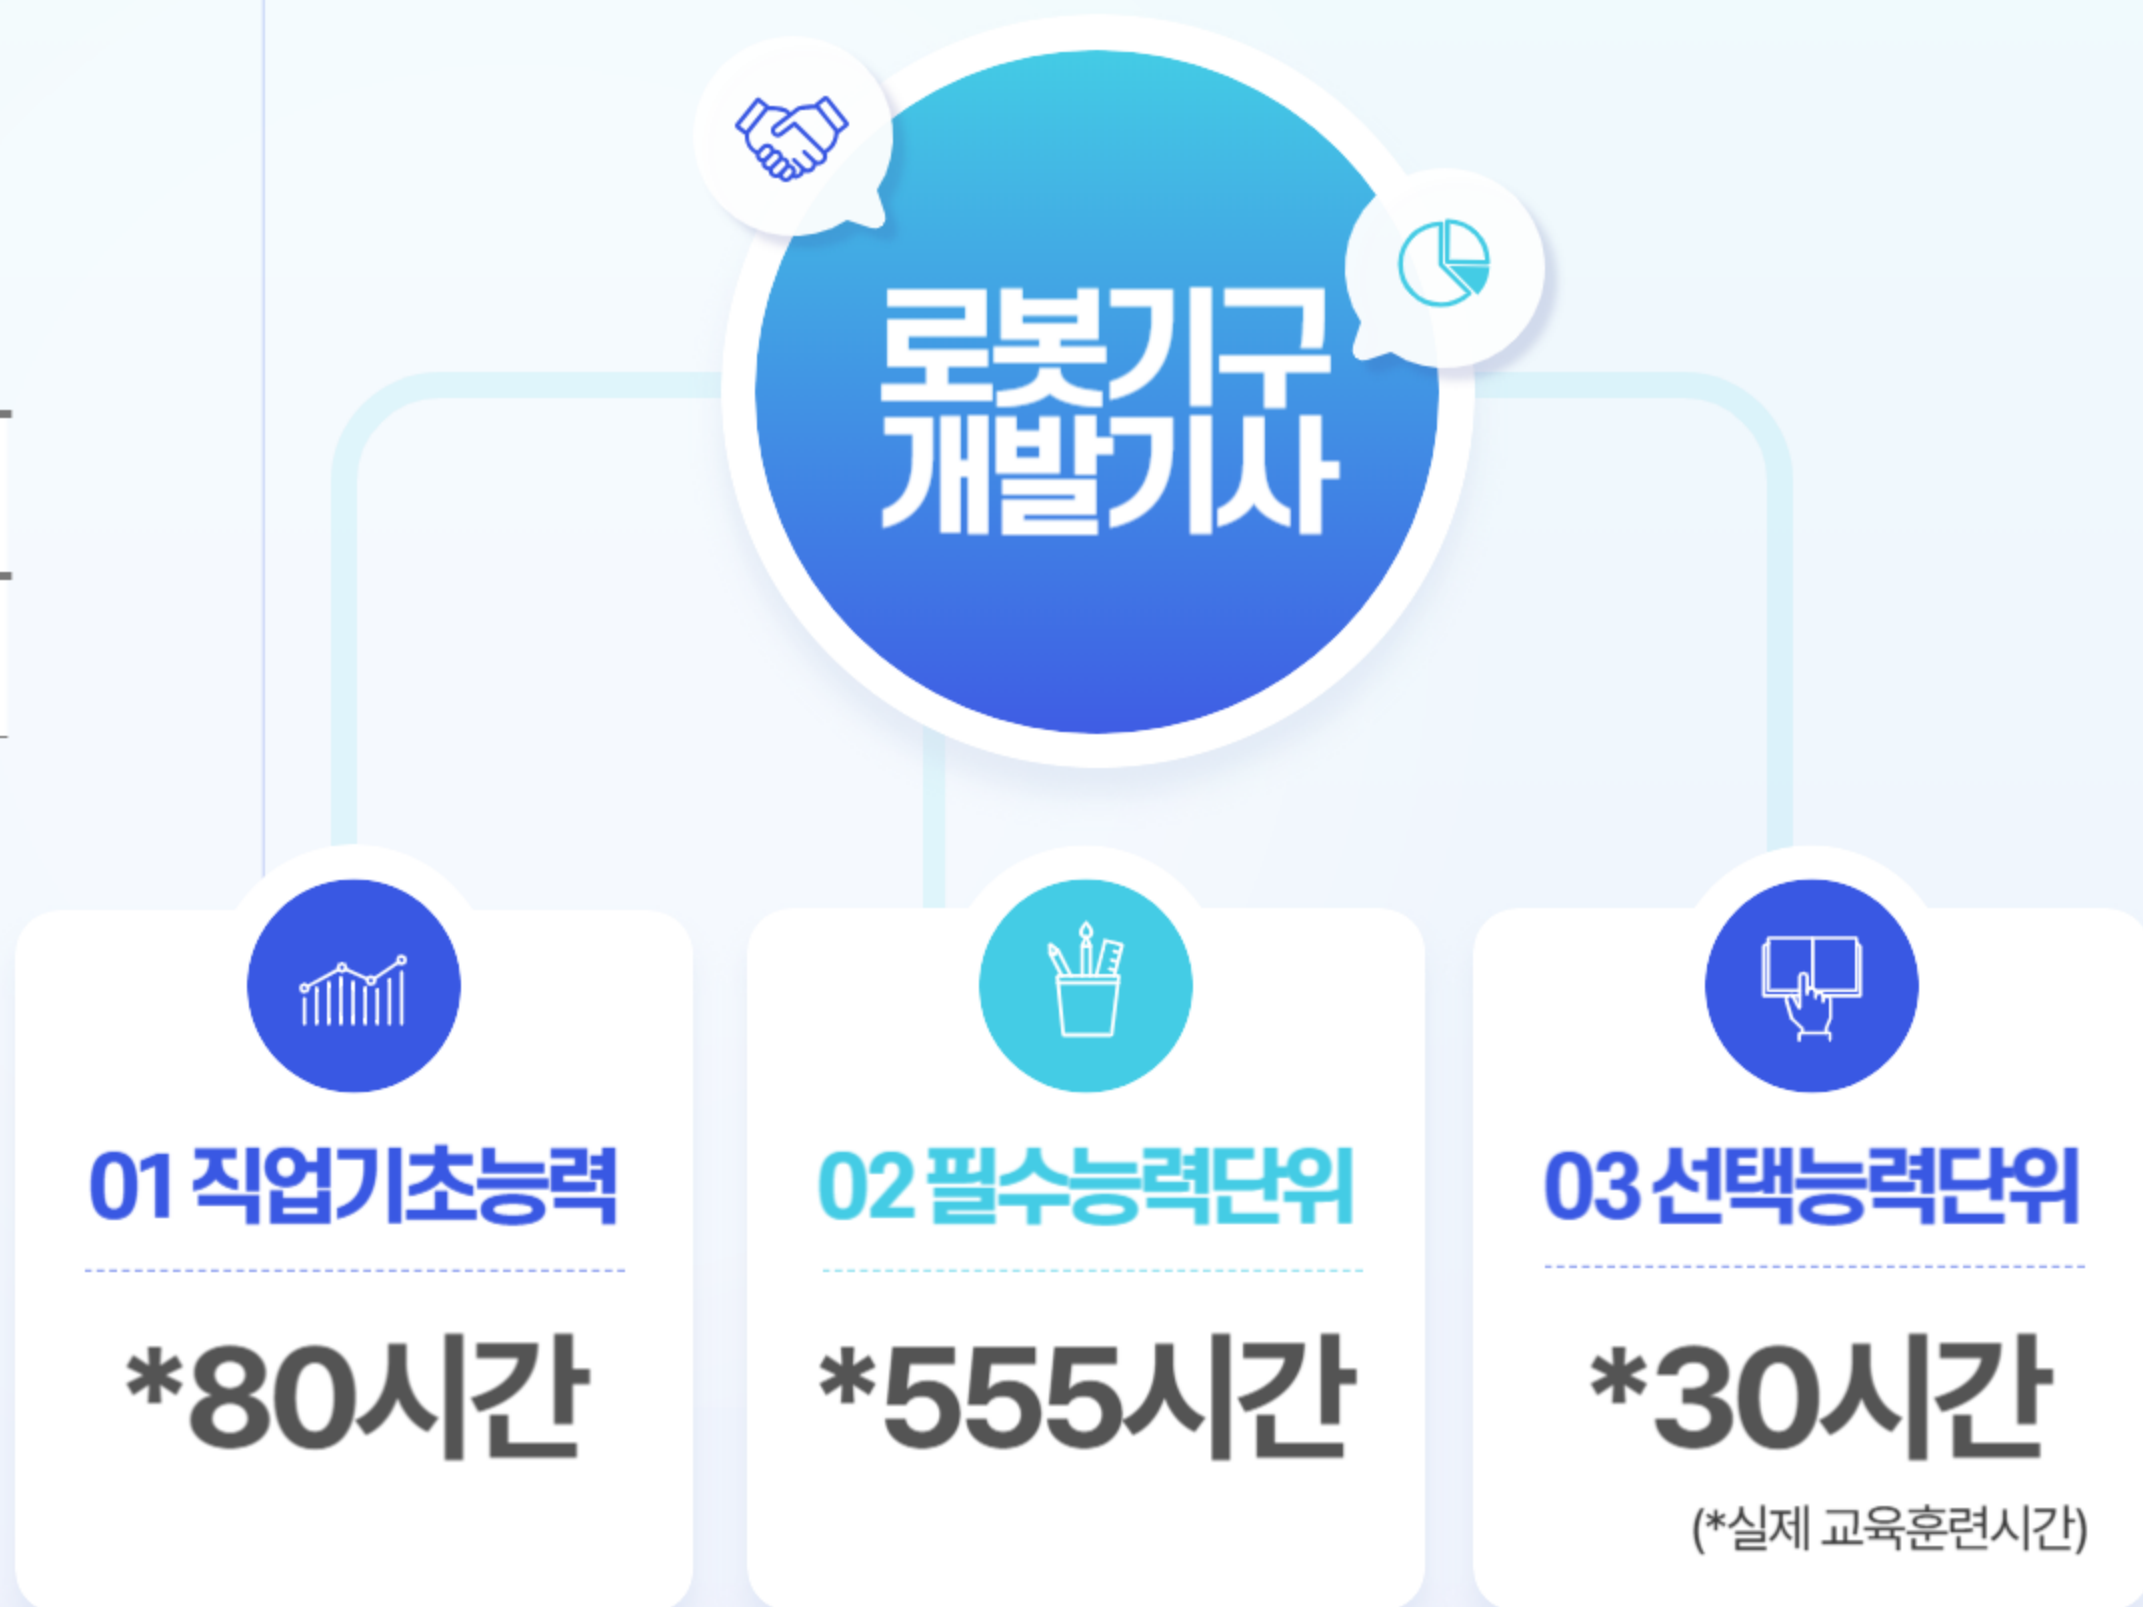 로봇기구
개발기사
01 직업기초능력
*80시간
02 필수능력단위
*555시간
03 선택능력단위
*30시간
(*실제 교육훈련시간)